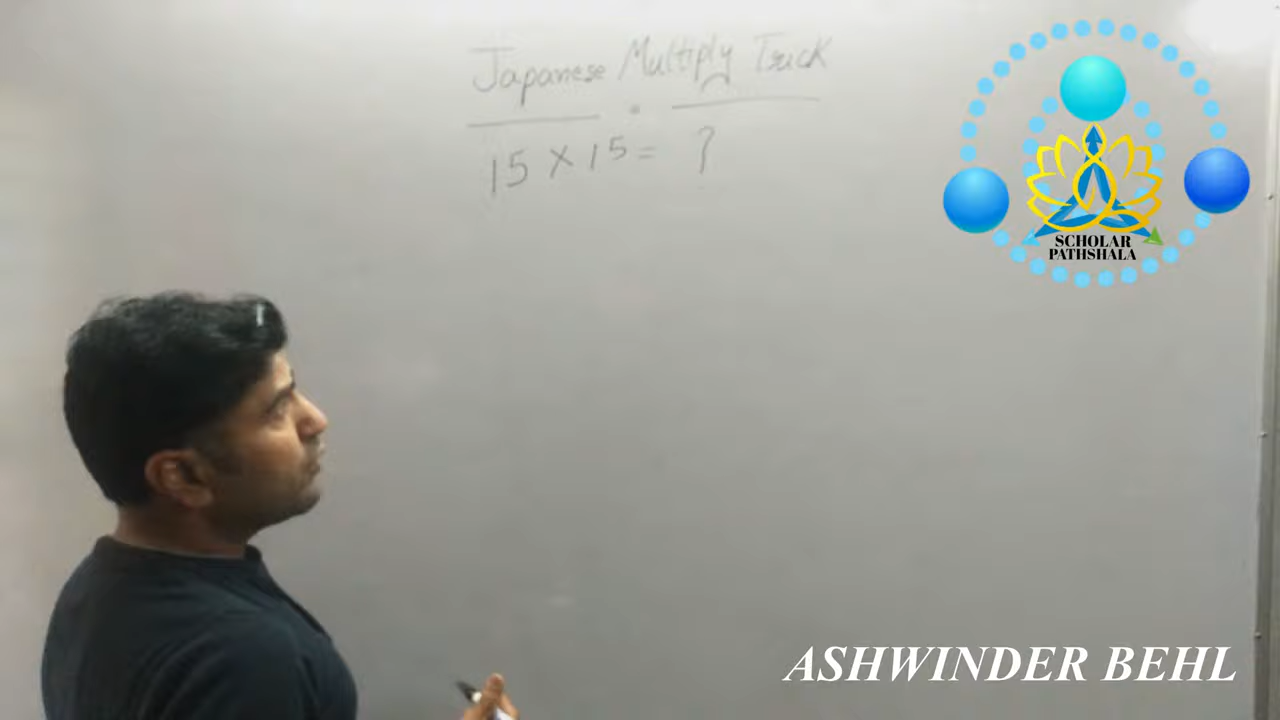 Japanese Multiply Trick
15 × 15 = ?
SCHOLAR
PATHSHALA
ASHWINDER BEHL